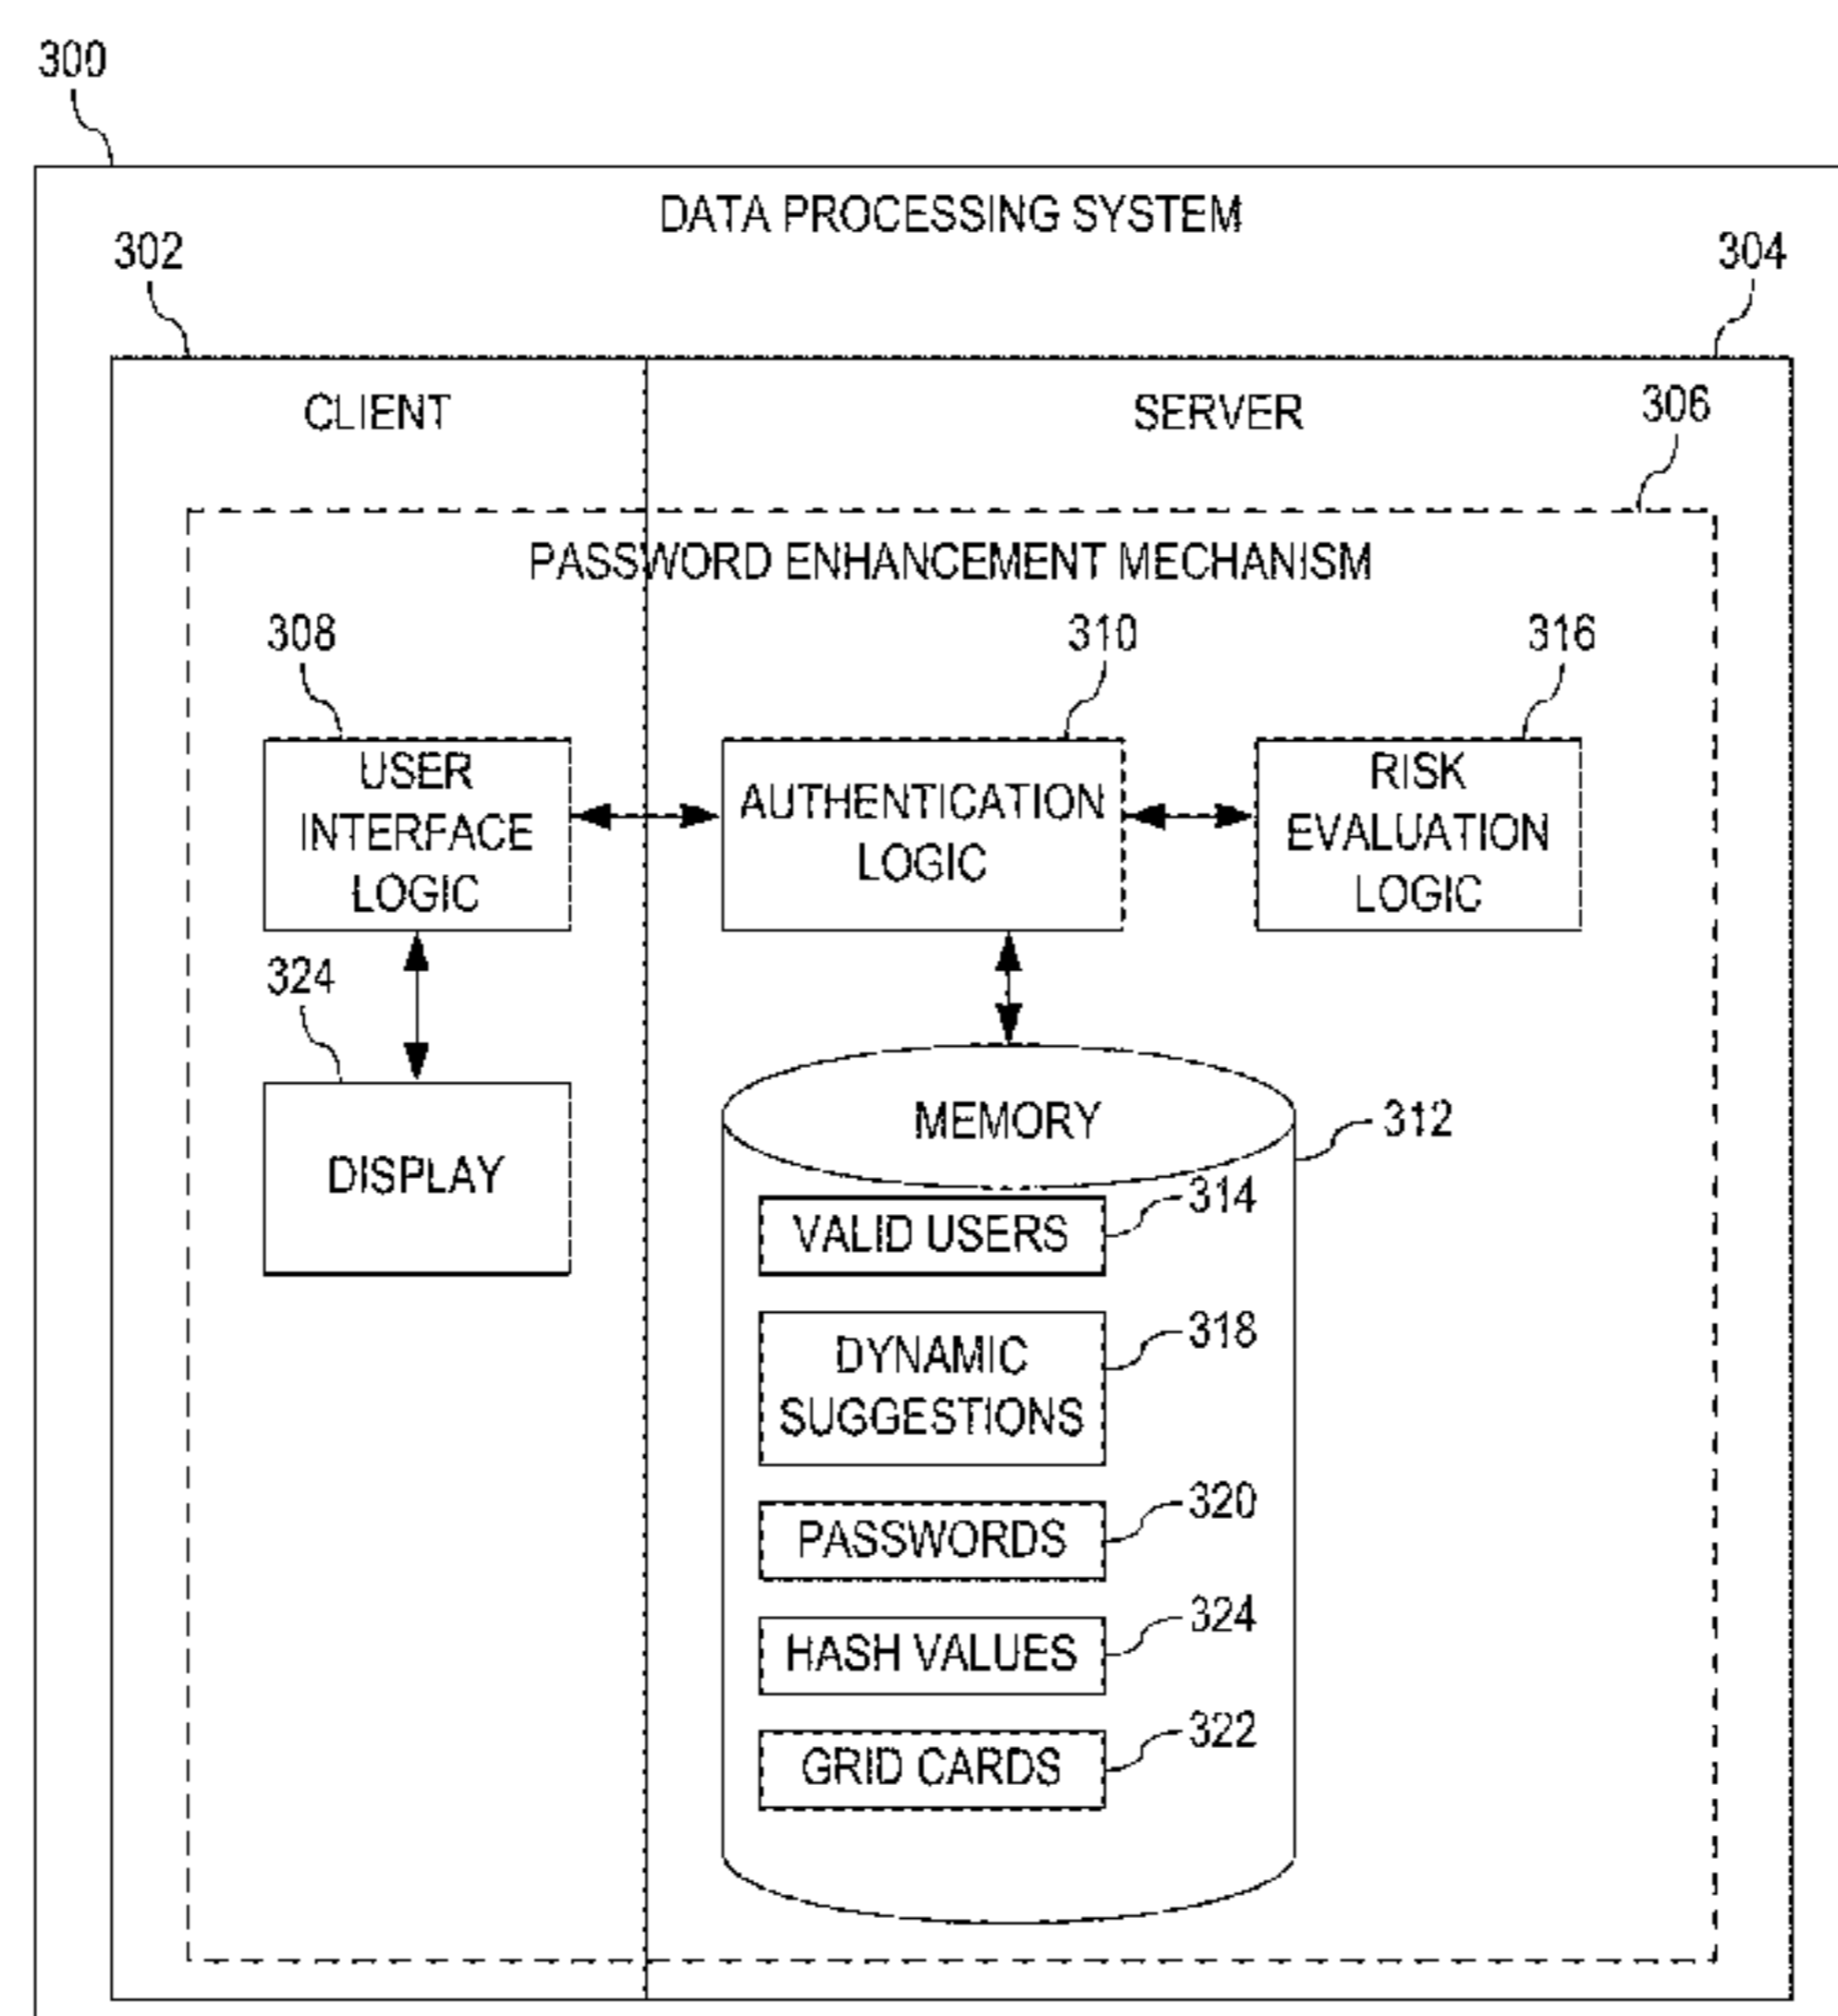 300
DATA PROCESSING SYSTEM
302
304
CLIENT
SERVER
306
PASSWORD ENHANCEMENT MECHANISM
308
310
316
USER
INTERFACE
LOGIC
AUTHENTICATION
LOGIC
RISK
EVALUATION
LOGIC
324
DISPLAY
MEMORY
312
VALID USERS
314
DYNAMIC
SUGGESTIONS
318
PASSWORDS
320
HASH VALUES
324
GRID CARDS
322